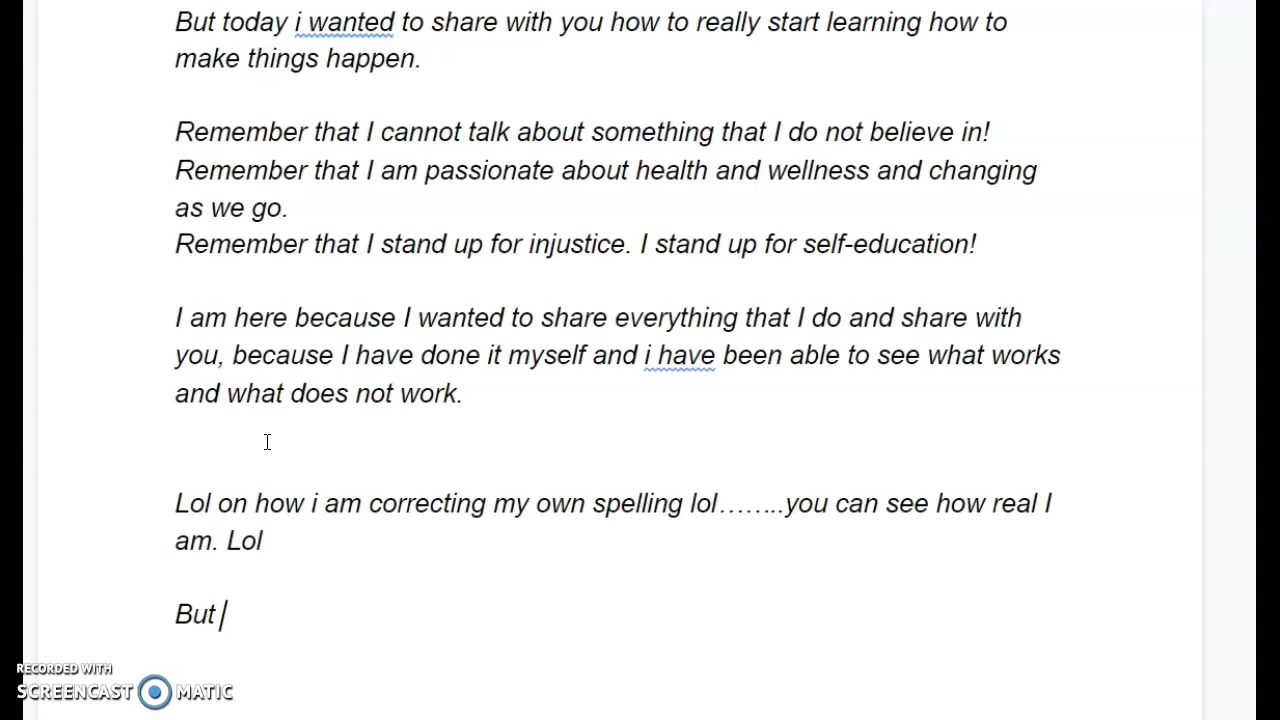 But today i wanted to share with you how to really start learning how to
make things happen.
Remember that I cannot talk about something that I do not believe in!
Remember that I am passionate about health and wellness and changing
as we go.
Remember that I stand up for injustice. I stand up for self-education!
I am here because I wanted to share everything that I do and share with
you, because I have done it myself and i have been able to see what works
and what does not work.
Lol on how i am correcting my own spelling lol……..you can see how real I
am. Lol
But
RECORDED WITH
SCREENCAST MATIC